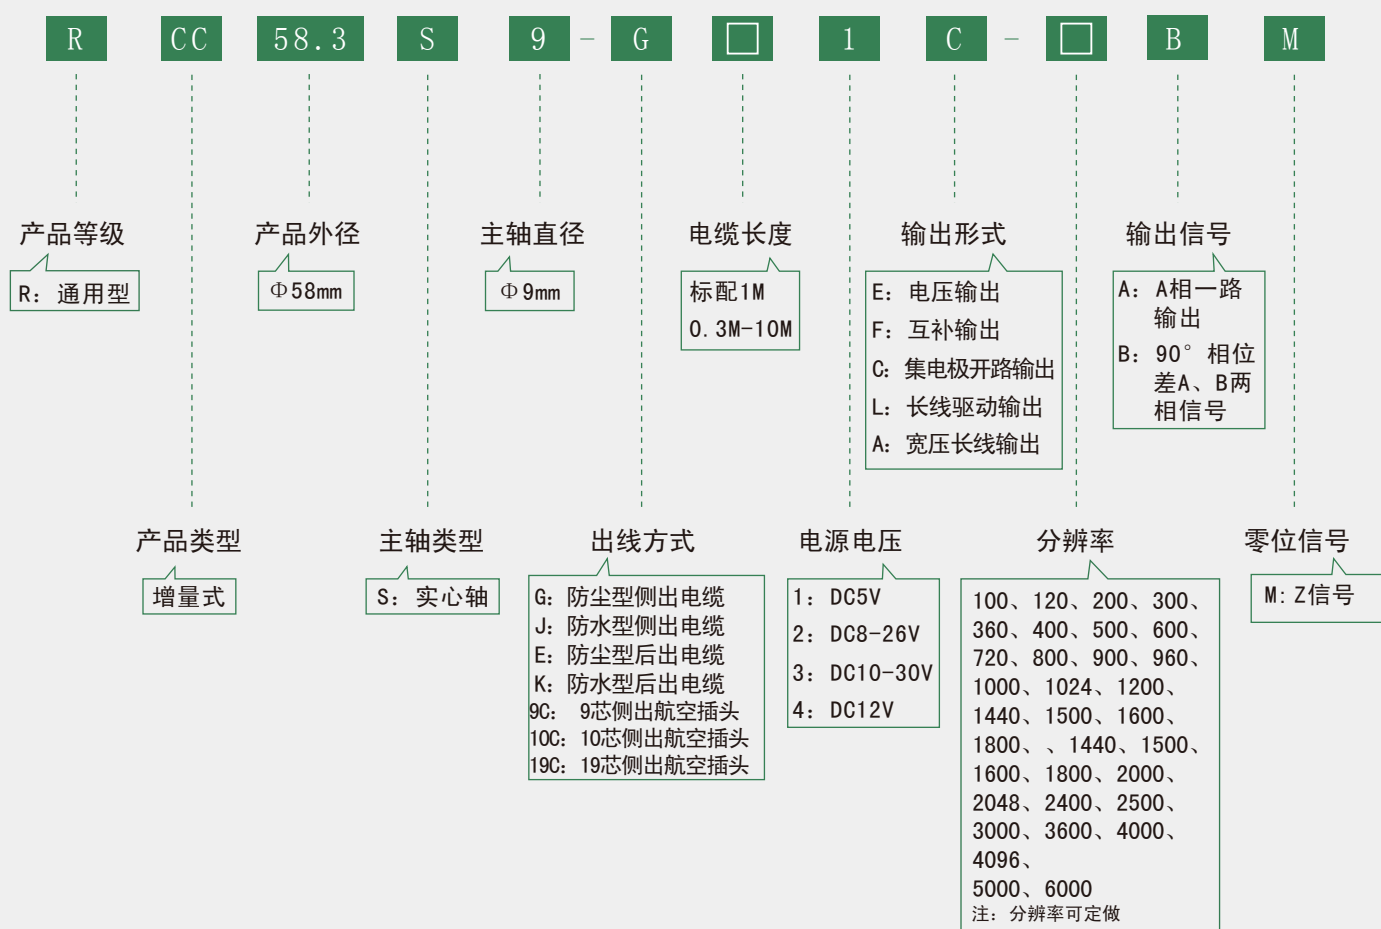 R CC 58.3 S 9 - G □ 1 C - □ B M
产品等级
R: 通用型
产品外径
Φ58mm
主轴直径
Φ9mm
电缆长度
标配1M
0.3M-10M
输出形式
E: 电压输出
F: 互补输出
C: 集电极开路输出
L: 长线驱动输出
A: 宽压长线输出
输出信号
A: A相一路
输出
B: 90°相位
差A、B两
相信号
产品类型
增量式
主轴类型
S: 实心轴
出线方式
G: 防尘型侧出电缆
J: 防水型侧出电缆
E: 防尘型后出电缆
K: 防水型后出电缆
9C: 9芯侧出航空插头
10C: 10芯侧出航空插头
19C: 19芯侧出航空插头
电源电压
1: DC5V
2: DC8-26V
3: DC10-30V
4: DC12V
分辨率
100、120、200、300、
360、400、500、600、
720、800、900、960、
1000、1024、1200、
1440、1500、1600、
1800、、1440、1500、
1600、1800、2000、
2048、2400、2500、
3000、3600、4000、
4096、
5000、6000
注: 分辨率可定做
零位信号
M: Z信号